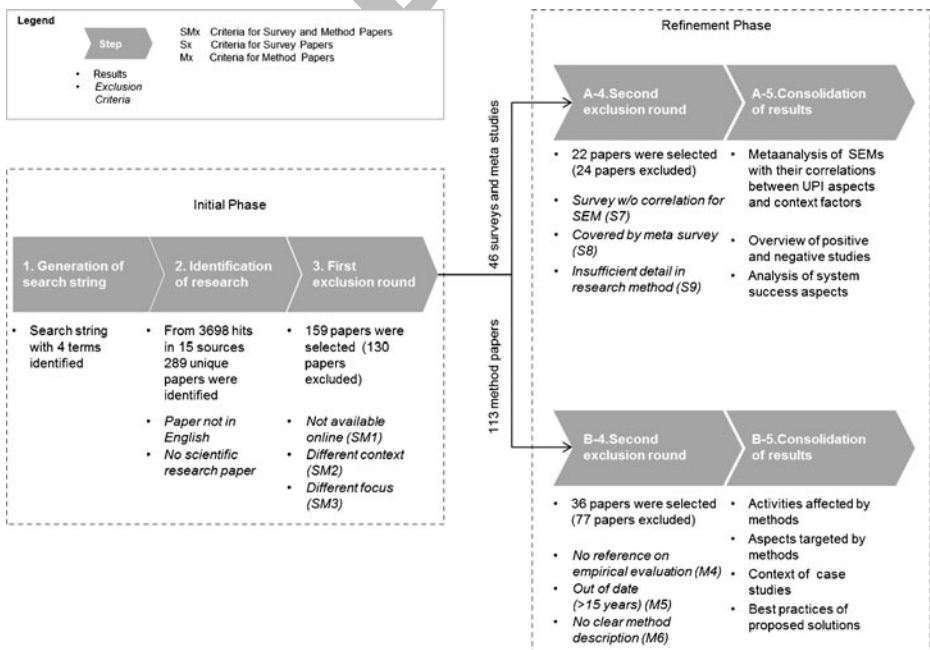 Legend
Step
SMx Criteria for Survey and Method Papers
Sx Criteria for Survey Papers
Mx Criteria for Method Papers
• Results
• Exclusion
Criteria
Initial Phase
1. Generation of
search string
2. Identification
of research
3. First
exclusion round
• Search string
with 4 terms
identified
• From 3698 hits
in 15 sources
289 unique
papers were
identified
• Paper not in
English
• No scientific
research paper
• 159 papers were
selected (130
papers
excluded)
• Not available
online (SM1)
• Different context
(SM2)
• Different focus
(SM3)
46 surveys and meta studies
113 method papers
Refinement Phase
A-4.Second
exclusion round
A-5.Consolidation
of results
• 22 papers were selected
(24 papers excluded)
• Survey w/o correlation for
SEM (S7)
• Covered by meta survey
(S8)
• Insufficient detail in
research method (S9)
• Metaanalysis of SEMs
with their correlations
between UPI aspects
and context factors
• Overview of positive
and negative studies
• Analysis of system
success aspects
B-4.Second
exclusion round
B-5.Consolidation
of results
• 36 papers were selected
(77 papers excluded)
• No reference on
empirical evaluation (M4)
• Out of date
(>15 years) (M5)
• No clear method
description (M6)
• Activities affected by
methods
• Aspects targeted by
methods
• Context of case
studies
• Best practices of
proposed solutions